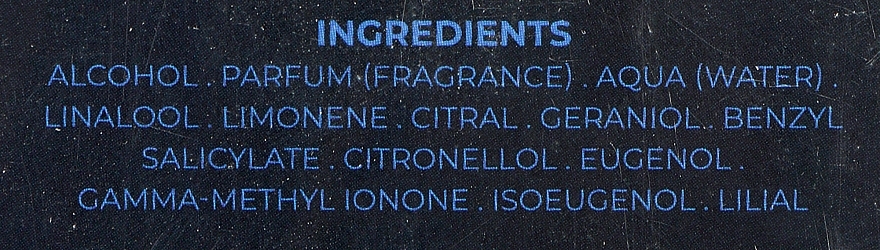 INGREDIENTS
ALCOHOL . PARFUM (FRAGRANCE) . AQUA (WATER) .
LINALOOL . LIMONENE . CITRAL . GERANIOL . BENZYL
SALICYLATE . CITRONELLOL . EUGENOL .
GAMMA-METHYL IONONE . ISOEUGENOL . LILIAL